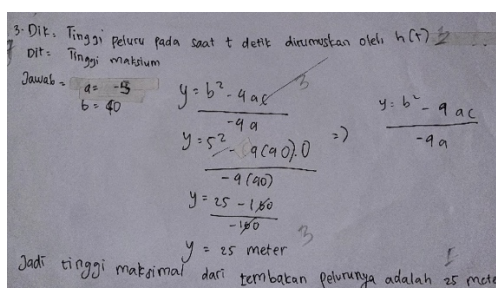 3. Dik: Tinggi peluru pada saat t detik dirumuskan oleh h(t)
Dit: Tinggi maksium
Jawab = a = -5
b = 40
y = b² - 4ac / -4a
y = 5² - 4(40).0 / -4(40)
=> y = b² - 4ac / -4a
y = 25 - 160 / -160
y = 25 meter
Jadi tinggi maksimal dari tembakan pelurunya adalah 25 mete